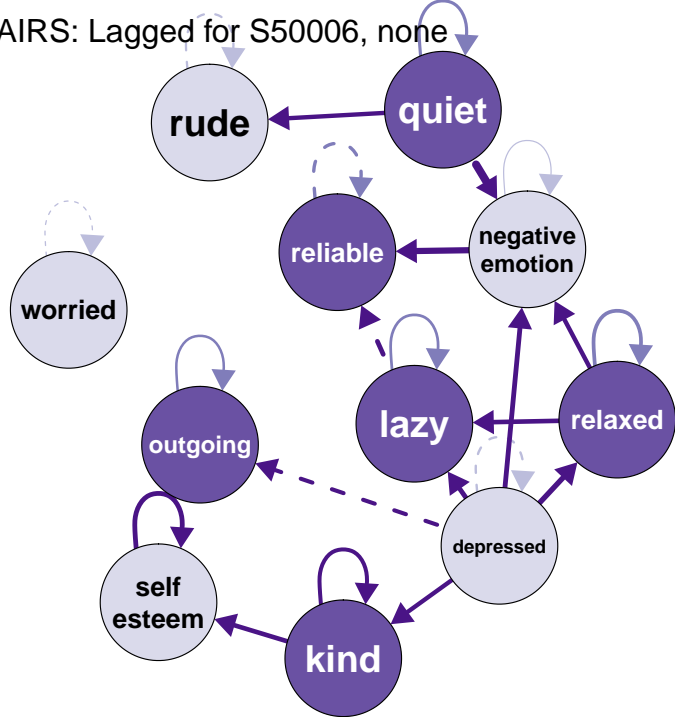 AIRS: Lagged for S50006, none
rude
quiet
reliable
negative
emotion
worried
outgoing
lazy
relaxed
depressed
self
esteem
kind